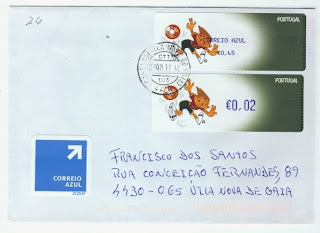 26
PORTUGAL
CORREIO AZUL
€0,45
PORTUGAL
€0,02
CORREIO
AZUL
FRANCISCO DOS SANTOS
RUA CONCEIÇÃO FERNANDES, 89
4430-065 VILA NOVA DE GAIA